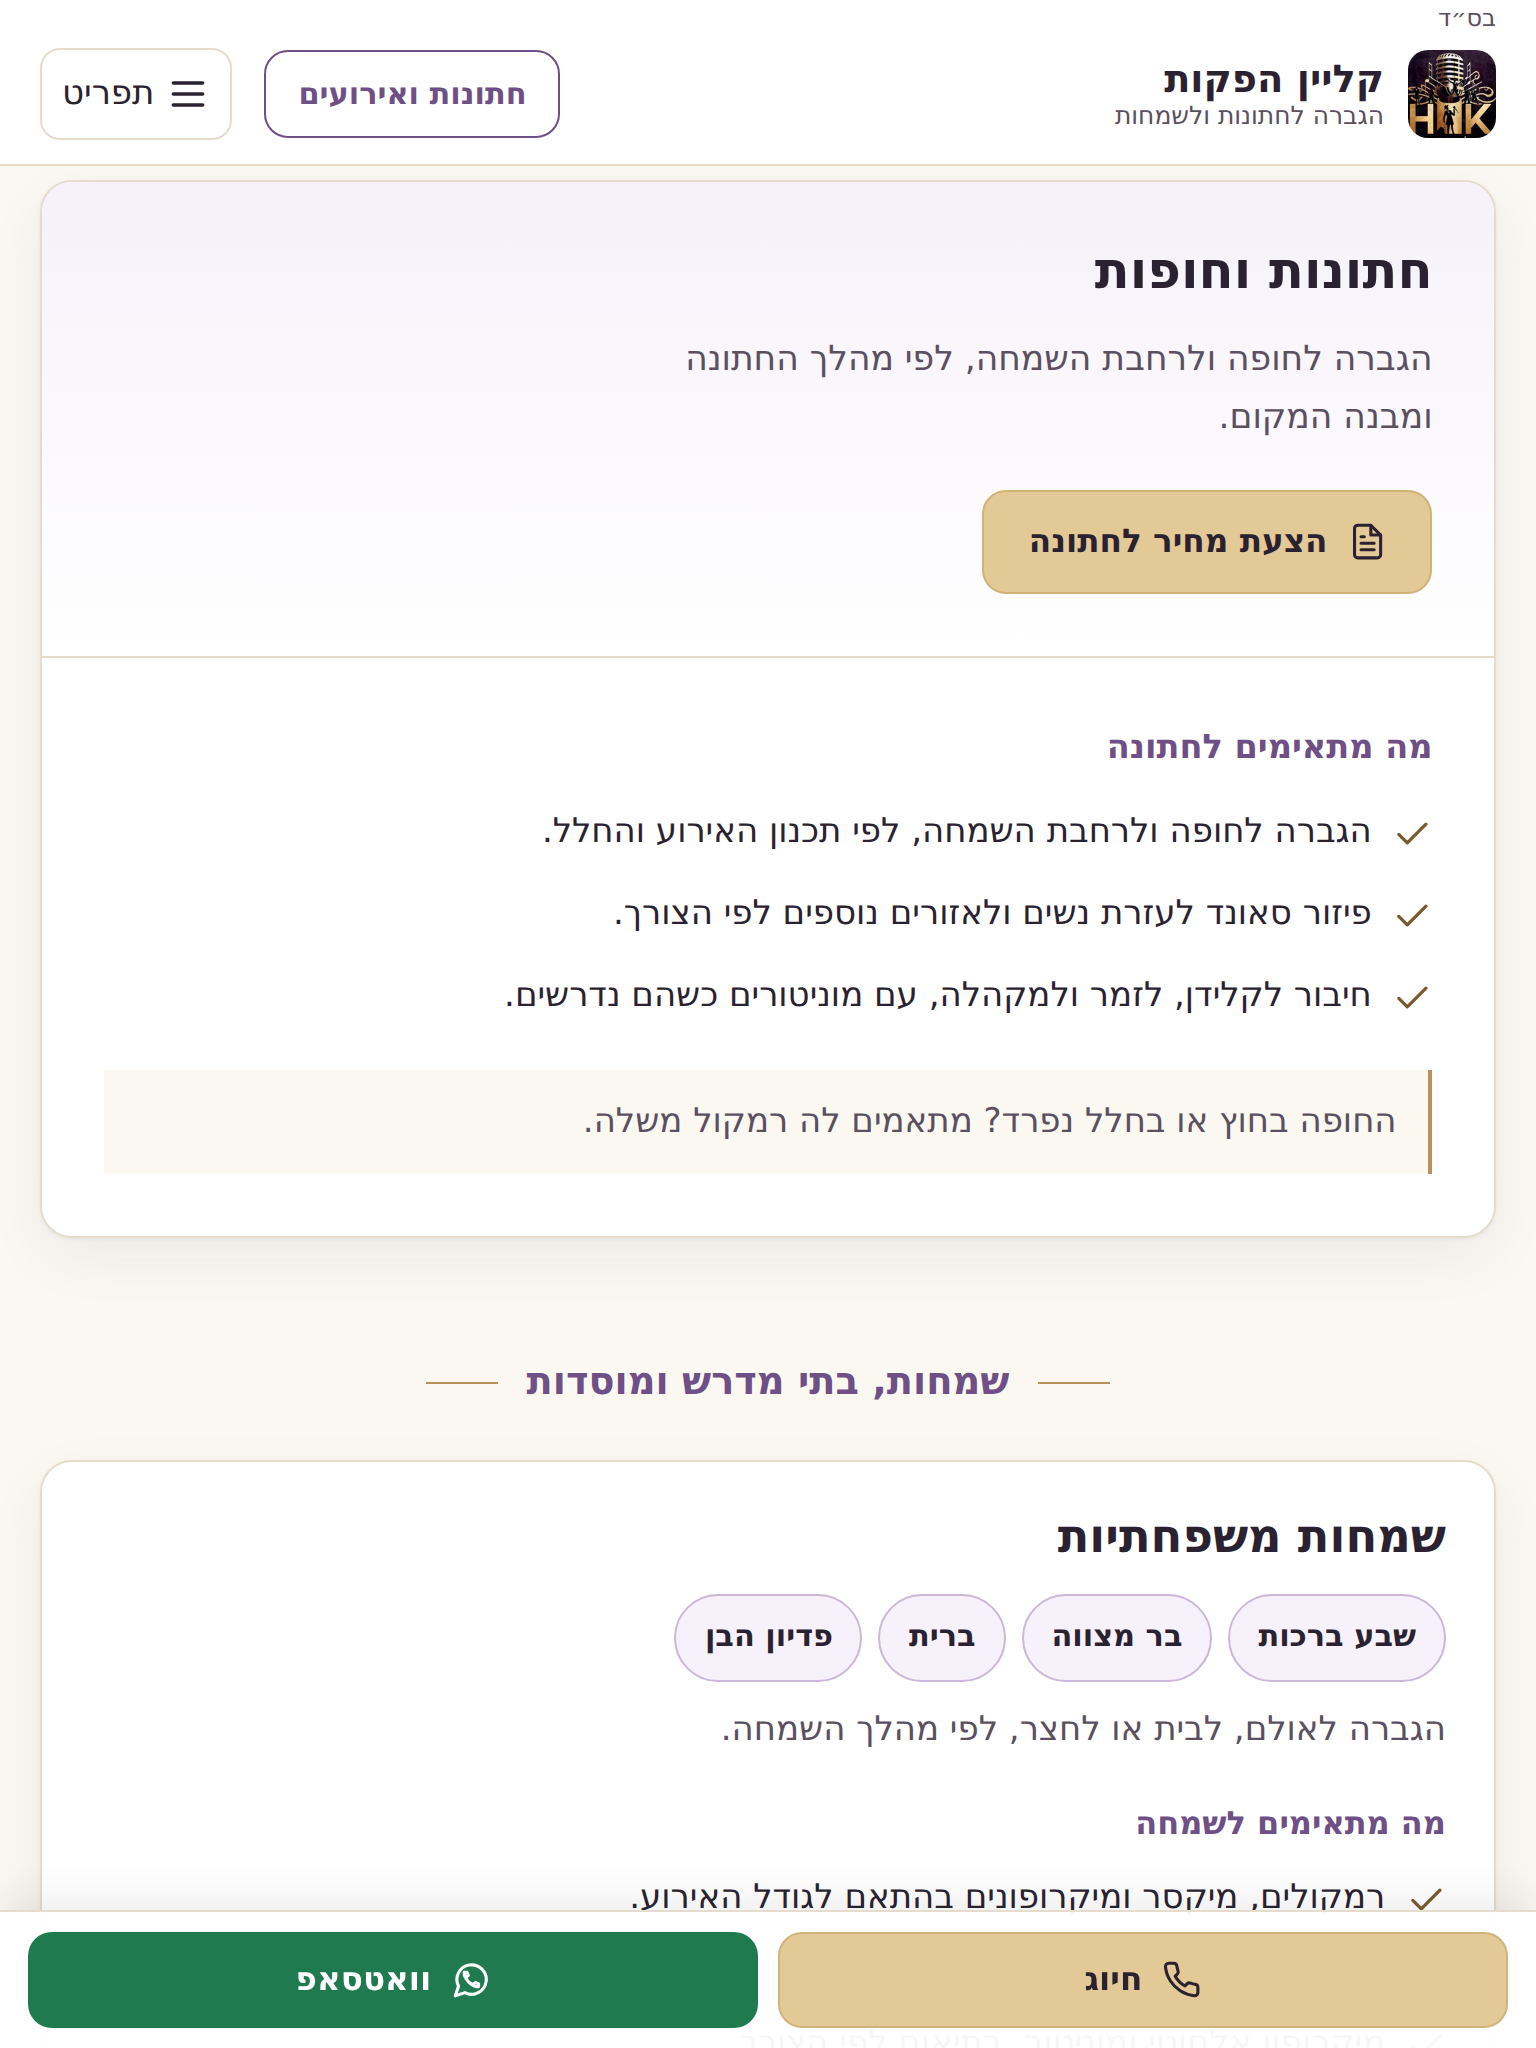 בס״ד
קליין הפקות
הגברה לחתונות ולשמחות
חתונות ואירועים
תפריט
חתונות וחופות
הגברה לחופה ולרחבת השמחה, לפי מהלך החתונה
ומבנה המקום.
הצעת מחיר לחתונה
מה מתאימים לחתונה
הגברה לחופה ולרחבת השמחה, לפי תכנון האירוע והחלל.
פיזור סאונד לעזרת נשים ולאזורים נוספים לפי הצורך.
חיבור לקלידן, לזמר ולמקהלה, עם מוניטורים כשהם נדרשים.
החופה בחוץ או בחלל נפרד? מתאמים לה רמקול משלה.
שמחות, בתי מדרש ומוסדות
שמחות משפחתיות
שבע ברכות
בר מצווה
ברית
פדיון הבן
הגברה לאולם, לבית או לחצר, לפי מהלך השמחה.
מה מתאימים לשמחה
רמקולים, מיקסר ומיקרופונים בהתאם לגודל האירוע.
חיוג
וואטסאפ